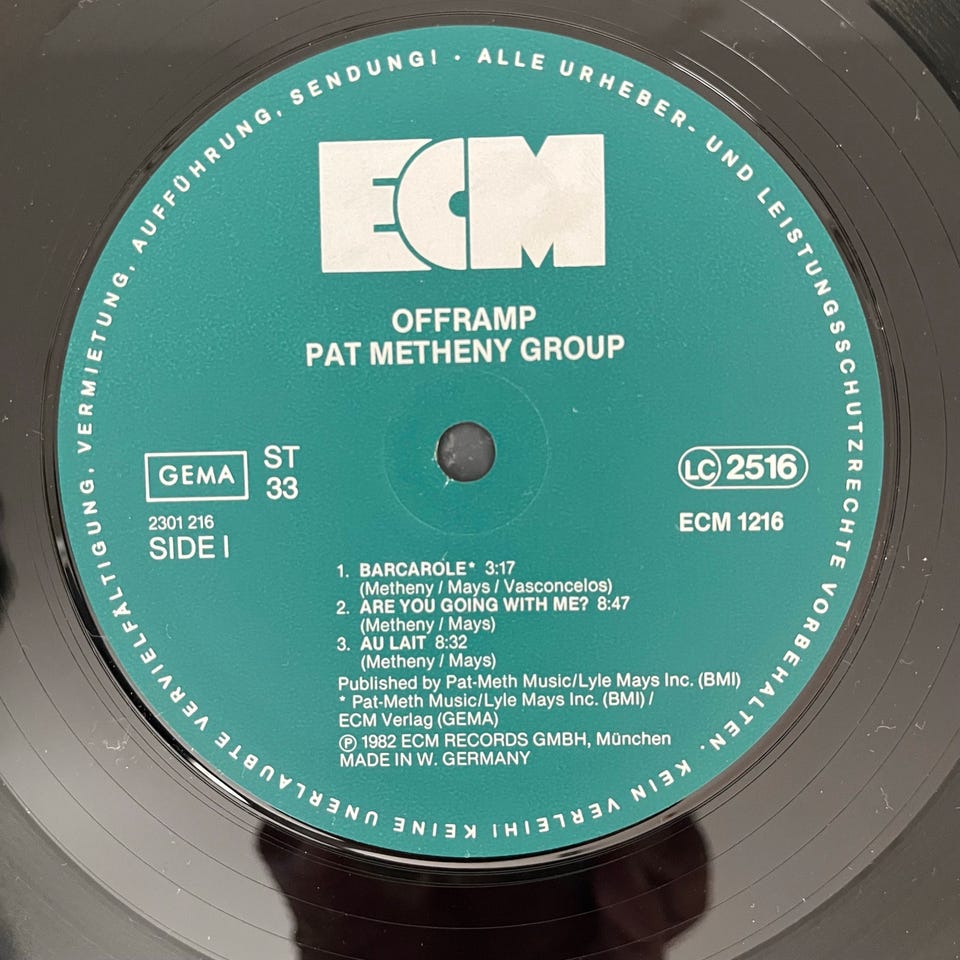 ALLE URHEBER- UND LEISTUNGSSCHUTZRECHTE VORBEHALTEN. KEIN VERLEIH! KEINE UNERLAUBTE VERVIELFÄLTIGUNG, VERMIETUNG, AUFFÜHRUNG, SENDUNG! ·
ECM
OFFRAMP
PAT METHENY GROUP
GEMA
ST
33
LC 2516
2301 216
SIDE I
ECM 1216
1. BARCAROLE* 3:17
(Metheny / Mays / Vasconcelos)
2. ARE YOU GOING WITH ME? 8:47
(Metheny / Mays)
3. AU LAIT 8:32
(Metheny / Mays)
Published by Pat-Meth Music/Lyle Mays Inc. (BMI)
* Pat-Meth Music/Lyle Mays Inc. (BMI) /
ECM Verlag (GEMA)
℗ 1982 ECM RECORDS GMBH, München
MADE IN W. GERMANY